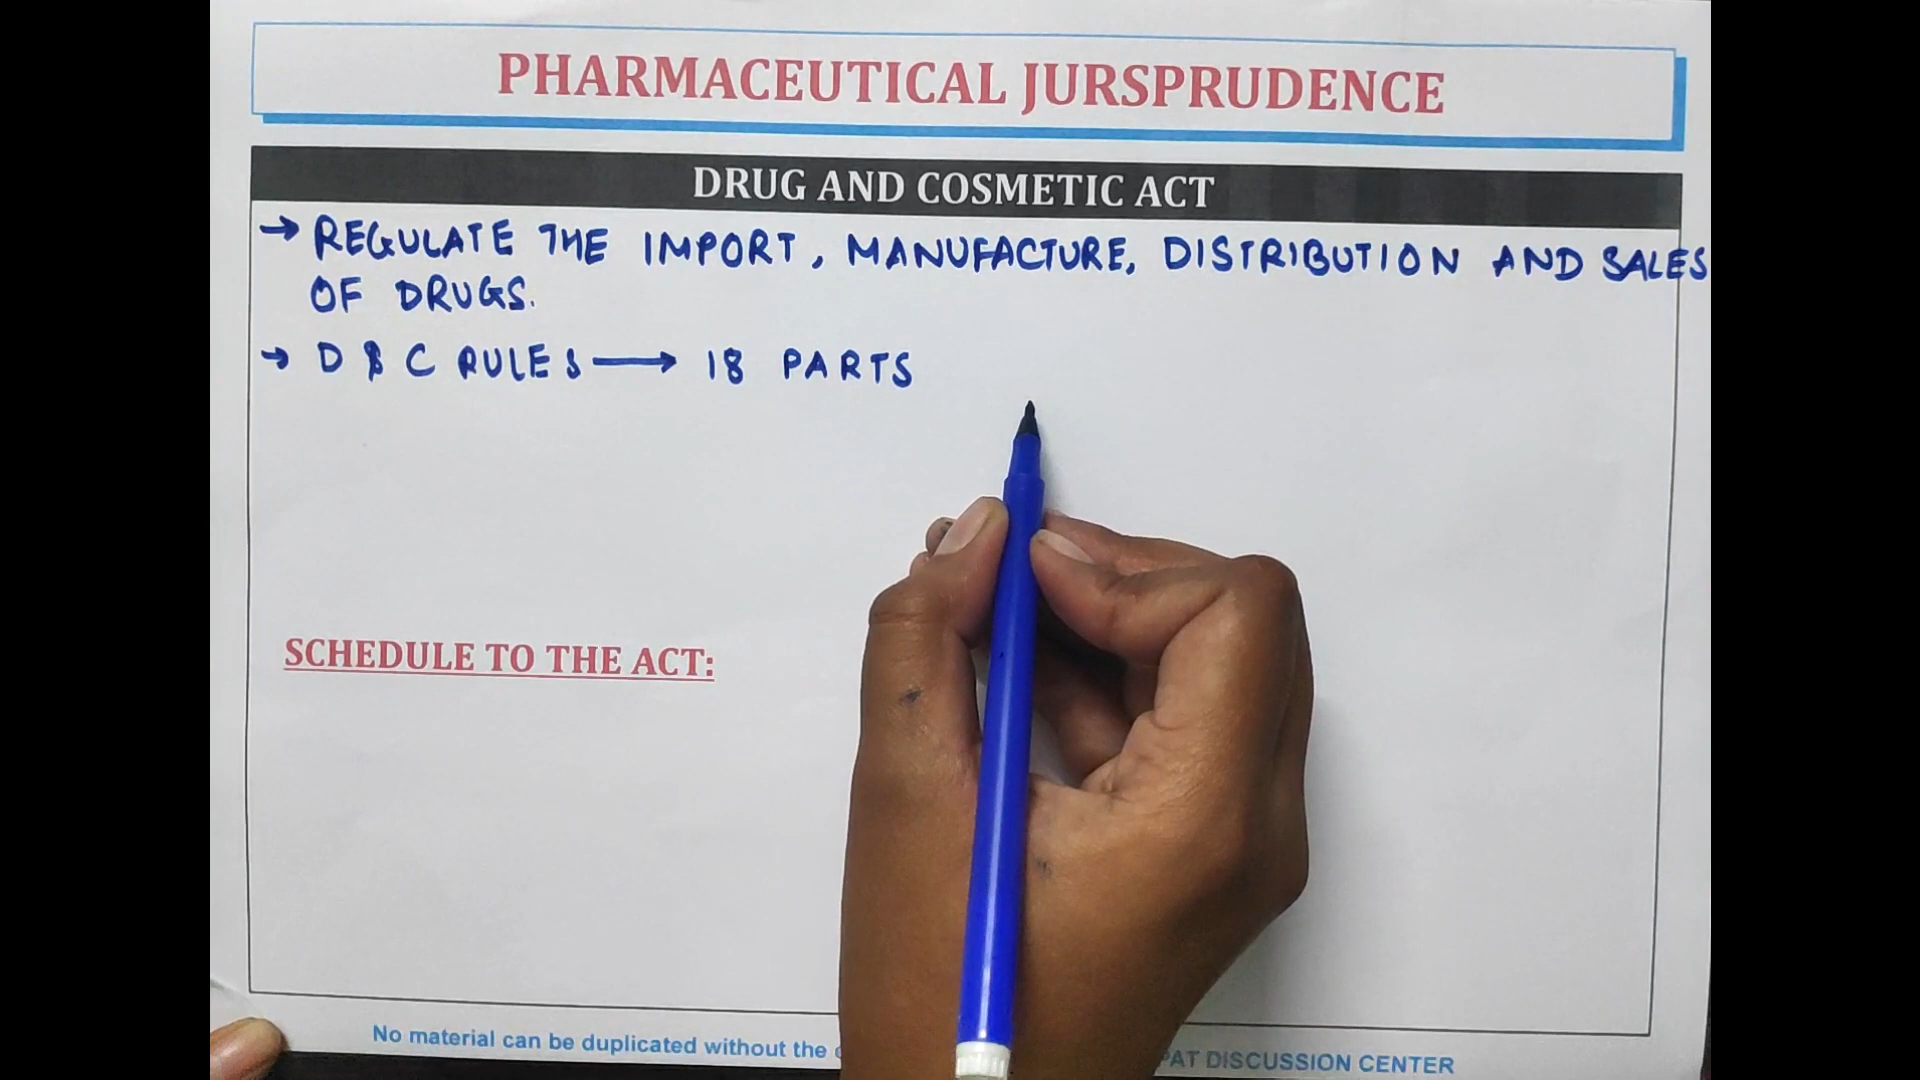 PHARMACEUTICAL JURSPRUDENCE
DRUG AND COSMETIC ACT
→ REGULATE THE IMPORT, MANUFACTURE, DISTRIBUTION AND SALES
OF DRUGS.
→ D & C RULES → 18 PARTS
SCHEDULE TO THE ACT:
No material can be duplicated without the PAT DISCUSSION CENTER